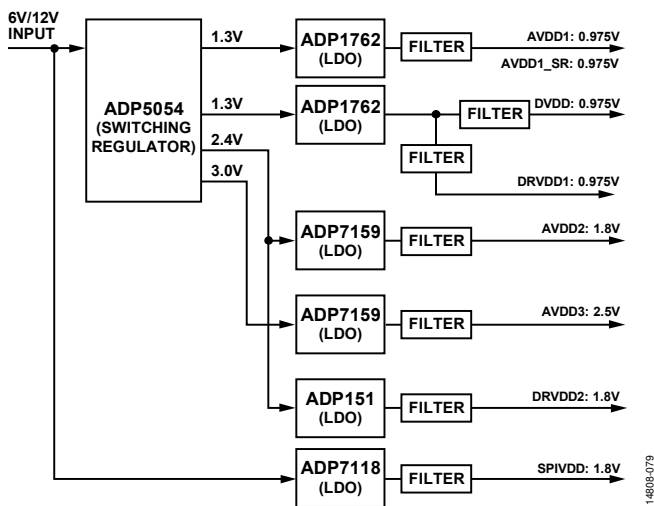 6V/12V
INPUT
ADP5054
(SWITCHING
REGULATOR)
1.3V
1.3V
2.4V
3.0V
ADP1762
(LDO)
FILTER
AVDD1: 0.975V
AVDD1_SR: 0.975V
ADP1762
(LDO)
FILTER
DVDD: 0.975V
FILTER
DRVDD1: 0.975V
ADP7159
(LDO)
FILTER
AVDD2: 1.8V
ADP7159
(LDO)
FILTER
AVDD3: 2.5V
ADP151
(LDO)
FILTER
DRVDD2: 1.8V
ADP7118
(LDO)
FILTER
SPIVDD: 1.8V
14808-079